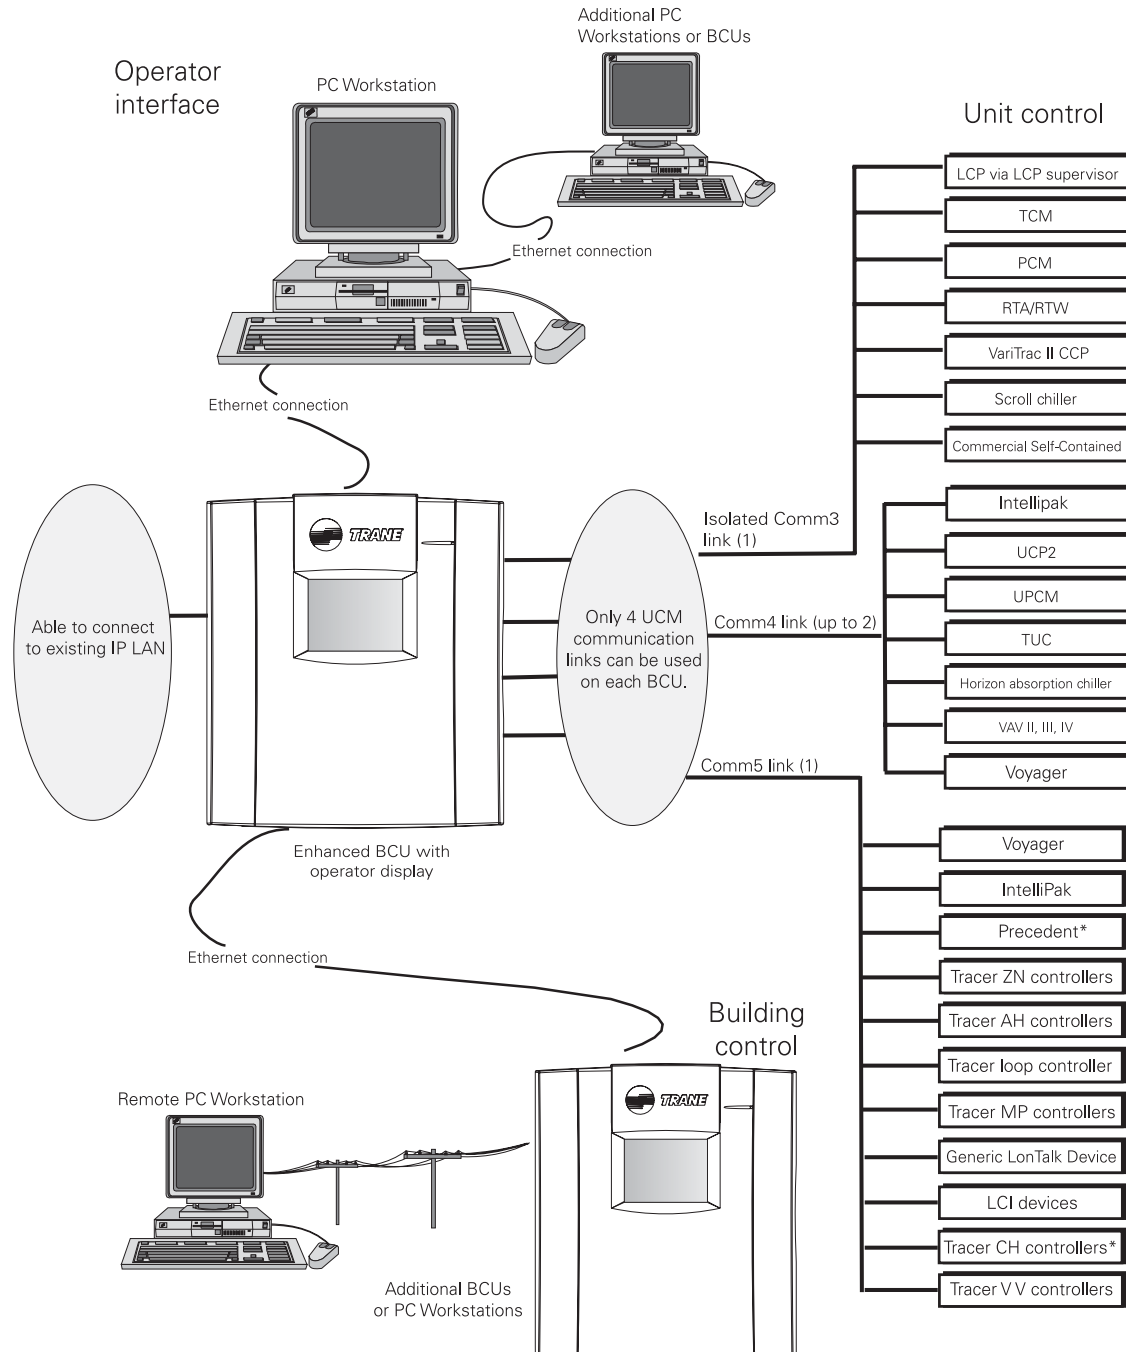 Additional PC
Workstations or BCUs
Operator
interface
PC Workstation
Unit control
Ethernet connection
Ethernet connection
LCP via LCP supervisor
TCM
PCM
RTA/RTW
VariTrac II CCP
Scroll chiller
Commercial Self-Contained
TRANE
Isolated Comm3
link (1)
Able to connect
to existing IP LAN
Only 4 UCM
communication
links can be used
on each BCU.
Comm4 link (up to 2)
Intellipak
UCP2
UPCM
TUC
Horizon absorption chiller
VAV II, III, IV
Voyager
Comm5 link (1)
Enhanced BCU with
operator display
Voyager
IntelliPak
Precedent*
Tracer ZN controllers
Tracer AH controllers
Tracer loop controller
Tracer MP controllers
Generic LonTalk Device
LCI devices
Tracer CH controllers*
Tracer V V controllers
Ethernet connection
Building
control
TRANE
Remote PC Workstation
Additional BCUs
or PC Workstations